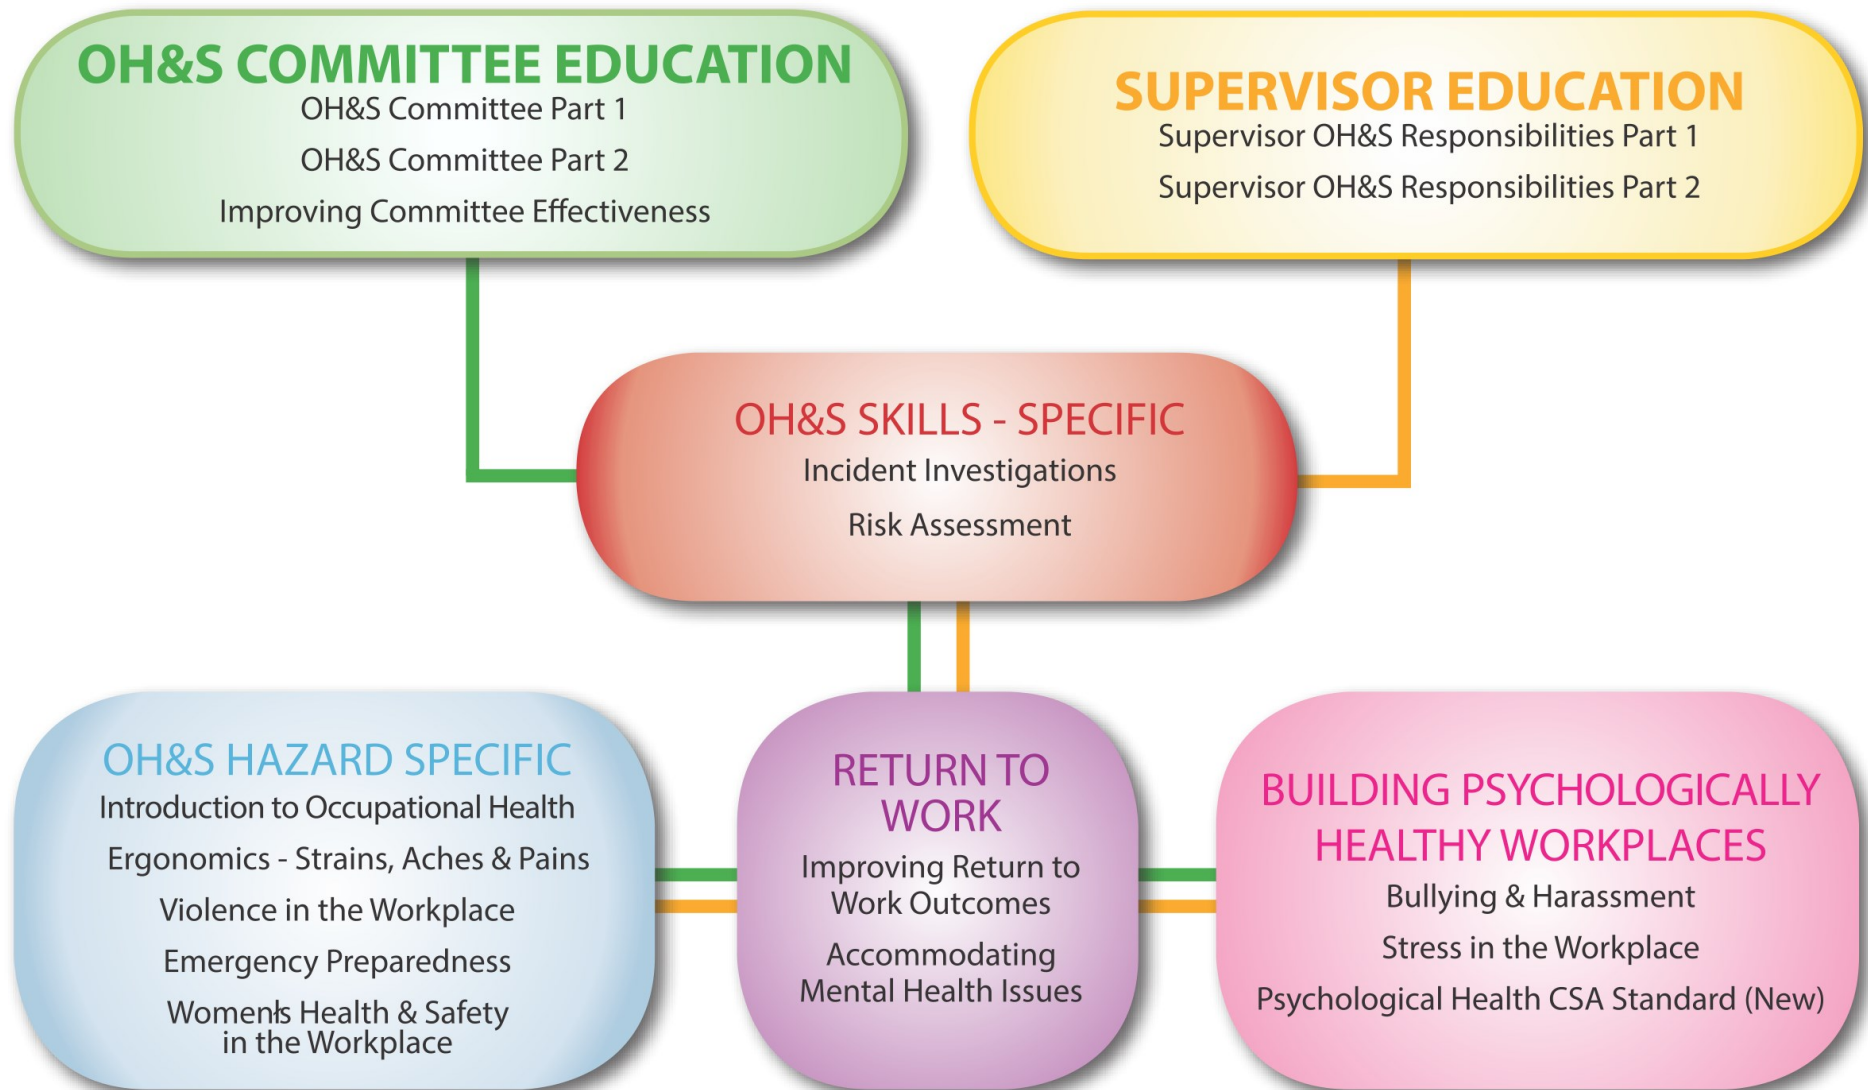 OH&S COMMITTEE EDUCATION
OH&S Committee Part 1
OH&S Committee Part 2
Improving Committee Effectiveness
SUPERVISOR EDUCATION
Supervisor OH&S Responsibilities Part 1
Supervisor OH&S Responsibilities Part 2
OH&S SKILLS - SPECIFIC
Incident Investigations
Risk Assessment
OH&S HAZARD SPECIFIC
Introduction to Occupational Health
Ergonomics - Strains, Aches & Pains
Violence in the Workplace
Emergency Preparedness
Women's Health & Safety
in the Workplace
RETURN TO
WORK
Improving Return to
Work Outcomes
Accommodating
Mental Health Issues
BUILDING PSYCHOLOGICALLY
HEALTHY WORKPLACES
Bullying & Harassment
Stress in the Workplace
Psychological Health CSA Standard (New)